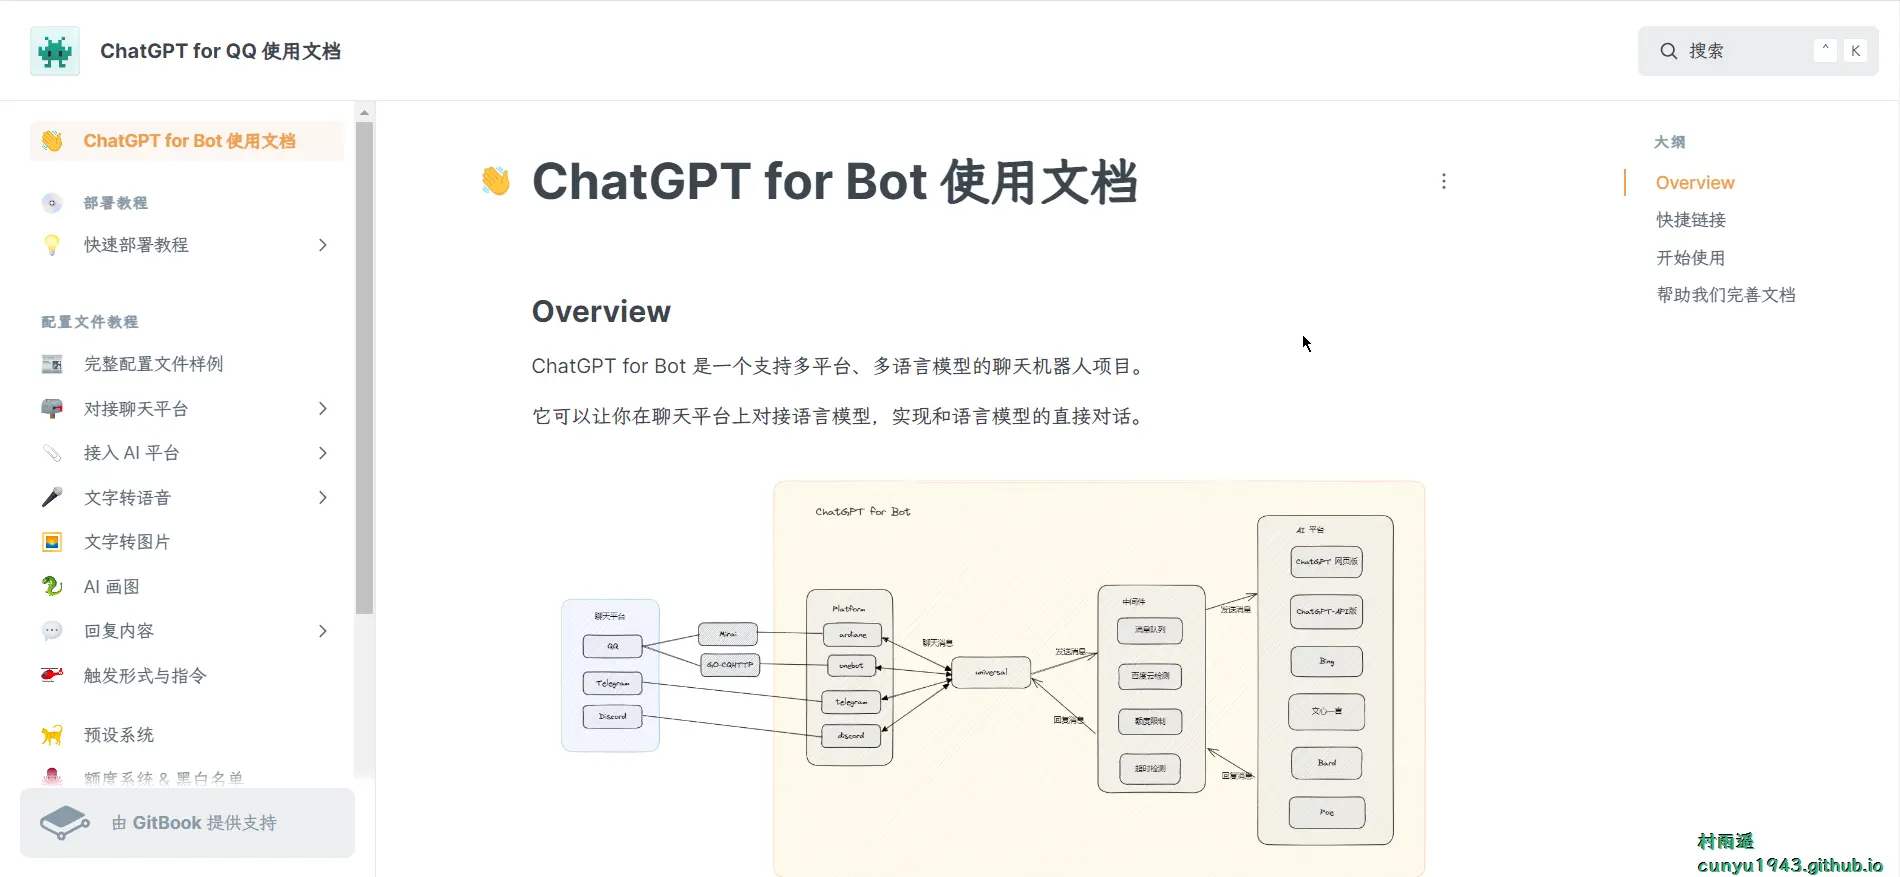 ChatGPT for QQ 使用文档
搜索
^ K
ChatGPT for Bot 使用文档
部署教程
快速部署教程
配置文件教程
完整配置文件样例
对接聊天平台
接入 AI 平台
文字转语音
文字转图片
AI 画图
回复内容
触发形式与指令
预设系统
额度系统 & 黑白名单
由 GitBook 提供支持
ChatGPT for Bot 使用文档
Overview
ChatGPT for Bot 是一个支持多平台、多语言模型的聊天机器人项目。
它可以让你在聊天平台上对接语言模型，实现和语言模型的直接对话。
ChatGPT for Bot
聊天平台
QQ
Telegram
Discord
Mirai
GO-CQHTTP
Platform
ariadne
onebot
telegram
discord
聊天消息
universal
发送消息
回复消息
中间件
消息队列
百度云检测
额度限制
超时检测
发送消息
回复消息
AI 平台
ChatGPT 网页版
ChatGPT-API版
Bing
文心一言
Bard
Poe
大纲
Overview
快捷链接
开始使用
帮助我们完善文档
村雨遥
cunyu1943.github.io